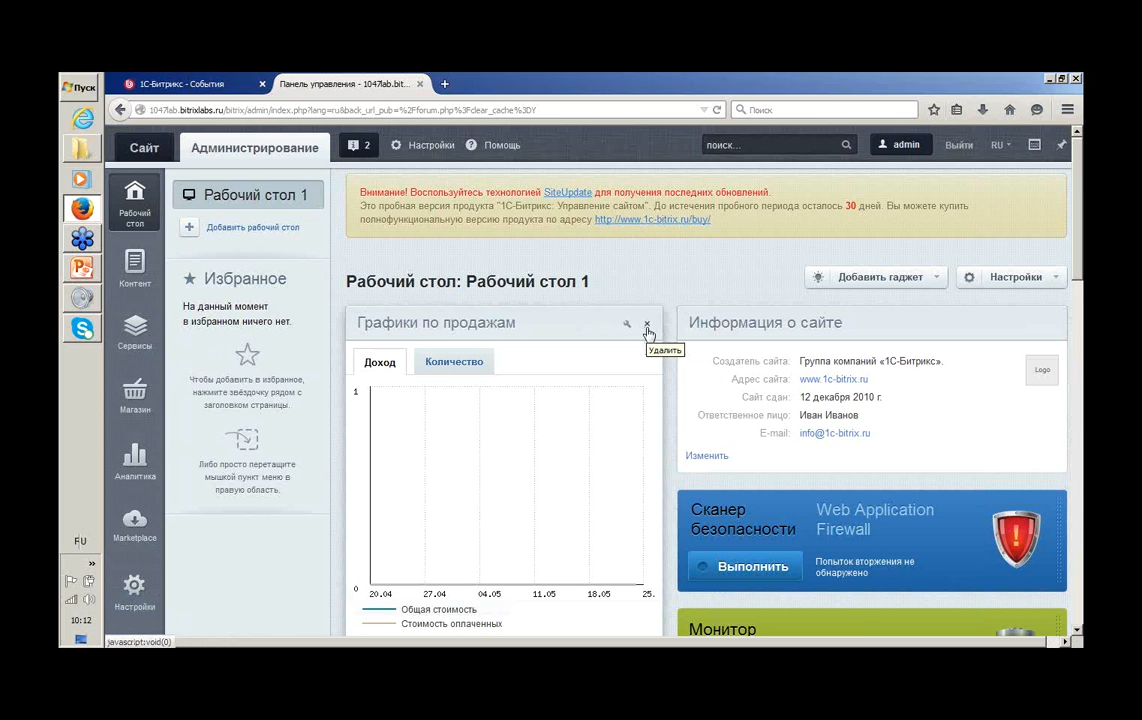 Пуск
1С-Битрикс - События
Панель управления - 1047lab.bit...
1047lab.bitrixlabs.ru/bitrix/admin/index.php?lang=ru&back_url_pub=%2Fforum.php%3Fclear_cache%3DY
Поиск
Сайт
Администрирование
2
Настройки
Помощь
поиск...
admin
Выйти
RU
Рабочий стол
Контент
Сервисы
Магазин
Аналитика
Marketplace
Настройки
Рабочий стол 1
Добавить рабочий стол
Избранное
На данный момент
в избранном ничего нет.
Чтобы добавить в избранное,
нажмите звёздочку рядом с
заголовком страницы.
Либо просто перетащите
мышкой пункт меню в
правую область.
Внимание! Воспользуйтесь технологией SiteUpdate для получения последних обновлений.
Это пробная версия продукта "1С-Битрикс: Управление сайтом". До истечения пробного периода осталось 30 дней. Вы можете купить
полнофункциональную версию продукта по адресу http://www.1c-bitrix.ru/buy/
Рабочий стол: Рабочий стол 1
Добавить гаджет
Настройки
Графики по продажам
Удалить
Доход
Количество
1
0
20.04 27.04 04.05 11.05 18.05 25.
Общая стоимость
Стоимость оплаченных
Информация о сайте
Создатель сайта: Группа компаний «1С-Битрикс».
Адрес сайта: www.1c-bitrix.ru
Сайт сдан: 12 декабря 2010 г.
Ответственное лицо: Иван Иванов
E-mail: info@1c-bitrix.ru
Logo
Изменить
Сканер
безопасности
Web Application
Firewall
Выполнить
Попыток вторжения не
обнаружено
Монитор
RU
10:12
javascript:void(0)